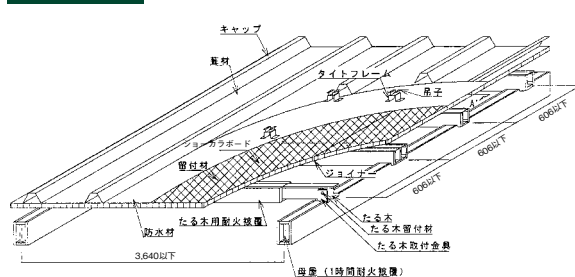 キャップ
葺材
タイトフレーム
吊子
ショーカラボード
留付材
ジョイナー
606以下
606以下
606以下
たる木
たる木用耐火被覆
たる木留付材
防水材
たる木取付金具
3,640以下
母屋（1時間耐火被覆）